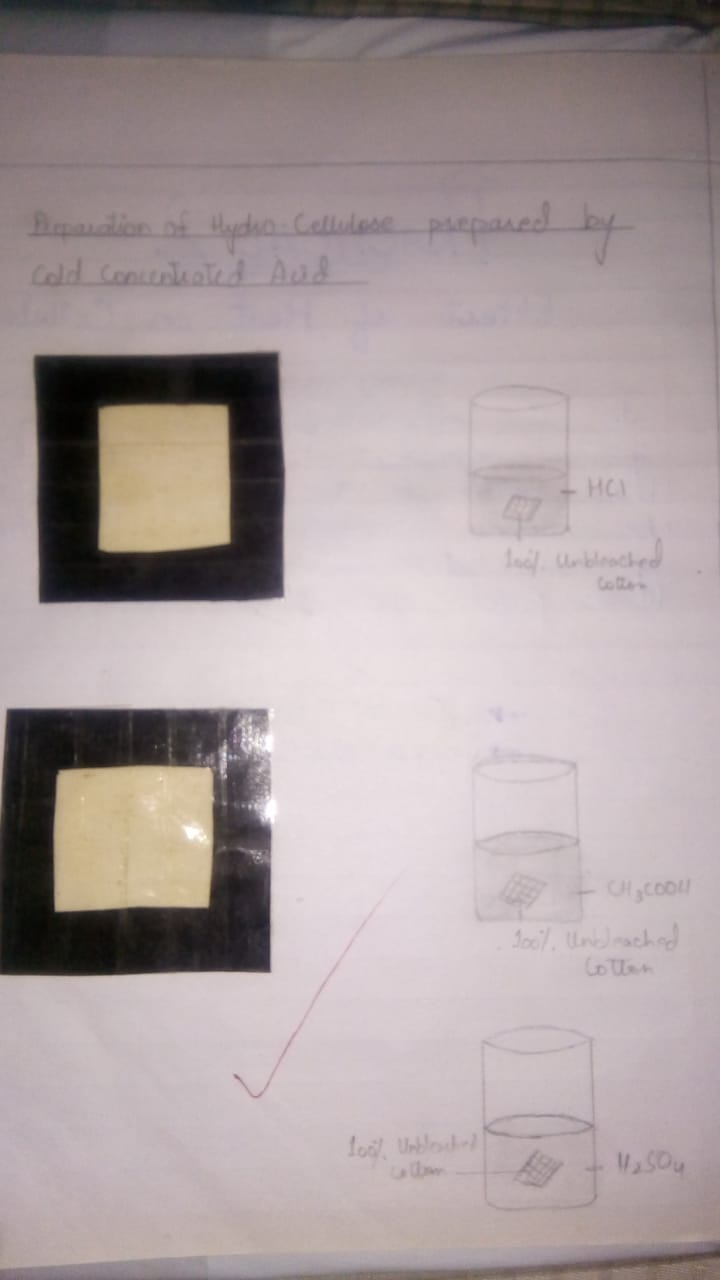 Preparation of Hydro-Cellulose prepared by
Cold Concentrated Acid
HCl
100% Unbleached
Cotton
CH₃COOH
100% Unbleached
Cotton
100% Unbleached
Cotton
H₂SO₄